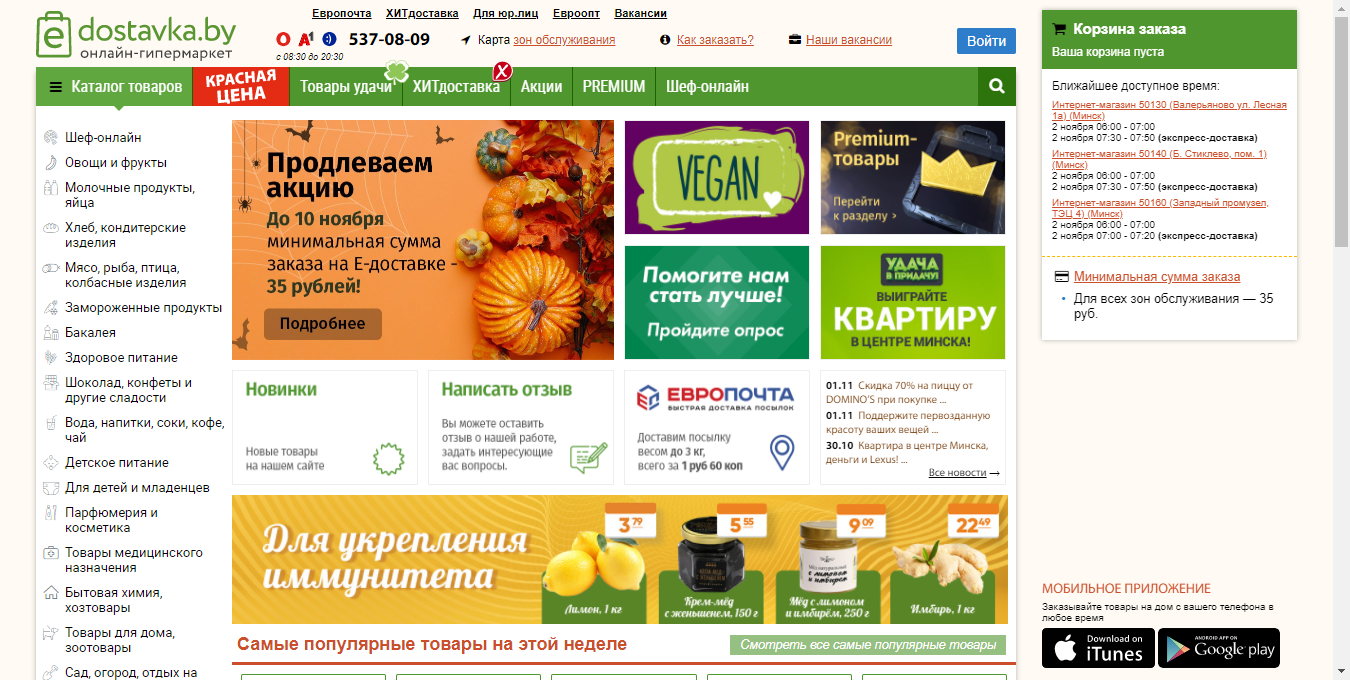 Европочта ХИТдоставка Для юр.лиц Евроопт Вакансии
e dostavka.by
онлайн-гипермаркет
537-08-09
с 08:30 до 20:30
Карта зон обслуживания
Как заказать?
Наши вакансии
Войти
Каталог товаров
КРАСНАЯ
ЦЕНА
Товары удачи
ХИТдоставка
X
Акции
PREMIUM
Шеф-онлайн
Шеф-онлайн
Овощи и фрукты
Молочные продукты,
яйца
Хлеб, кондитерские
изделия
Мясо, рыба, птица,
колбасные изделия
Замороженные продукты
Бакалея
Здоровое питание
Шоколад, конфеты и
другие сладости
Вода, напитки, соки, кофе,
чай
Детское питание
Для детей и младенцев
Парфюмерия и
косметика
Товары медицинского
назначения
Бытовая химия,
хозтовары
Товары для дома,
зоотовары
Сад, огород, отдых на
Продлеваем
акцию
До 10 ноября
минимальная сумма
заказа на Е-доставке -
35 рублей!
Подробнее
VEGAN
Premium-
товары
Перейти
к разделу >
Помогите нам
стать лучше!
Пройдите опрос
УДАЧА
В ПРИДАЧУ!
ВЫИГРАЙТЕ
КВАРТИРУ
В ЦЕНТРЕ МИНСКА!
Новинки
Новые товары
на нашем сайте
Написать отзыв
Вы можете оставить
отзыв о нашей работе,
задать интересующие
вас вопросы.
ЕВРОПОЧТА
БЫСТРАЯ ДОСТАВКА ПОСЫЛОК
Доставим посылку
весом до 3 кг,
всего за 1 руб 60 коп
01.11 Скидка 70% на пиццу от
DOMINO'S при покупке ...
01.11 Поддержите первозданную
красоту ваших вещей ...
30.10 Квартира в центре Минска,
деньги и Lexus! ...
Все новости →
Для укрепления
иммунитета
3 79
Лимон, 1 кг
5 55
Крем-мёд
с женьшенем, 150 г
9 09
Мёд с лимоном
и имбирём, 250 г
22 49
Имбирь, 1 кг
Самые популярные товары на этой неделе
Смотреть все самые популярные товары
Корзина заказа
Ваша корзина пуста
Ближайшее доступное время:
Интернет-магазин 50130 (Валерьяново ул. Лесная
1а) (Минск)
2 ноября 06:00 - 07:00
2 ноября 07:30 - 07:50 (экспресс-доставка)
Интернет-магазин 50140 (Б. Стиклево, пом. 1)
(Минск)
2 ноября 06:00 - 07:00
2 ноября 07:30 - 07:50 (экспресс-доставка)
Интернет-магазин 50160 (Западный промузел,
ТЭЦ 4) (Минск)
2 ноября 06:00 - 07:00
2 ноября 07:00 - 07:20 (экспресс-доставка)
Минимальная сумма заказа
• Для всех зон обслуживания — 35
руб.
МОБИЛЬНОЕ ПРИЛОЖЕНИЕ
Заказывайте товары на дом с вашего телефона в
любое время
Download on
iTunes
ANDROID APP ON
Google play